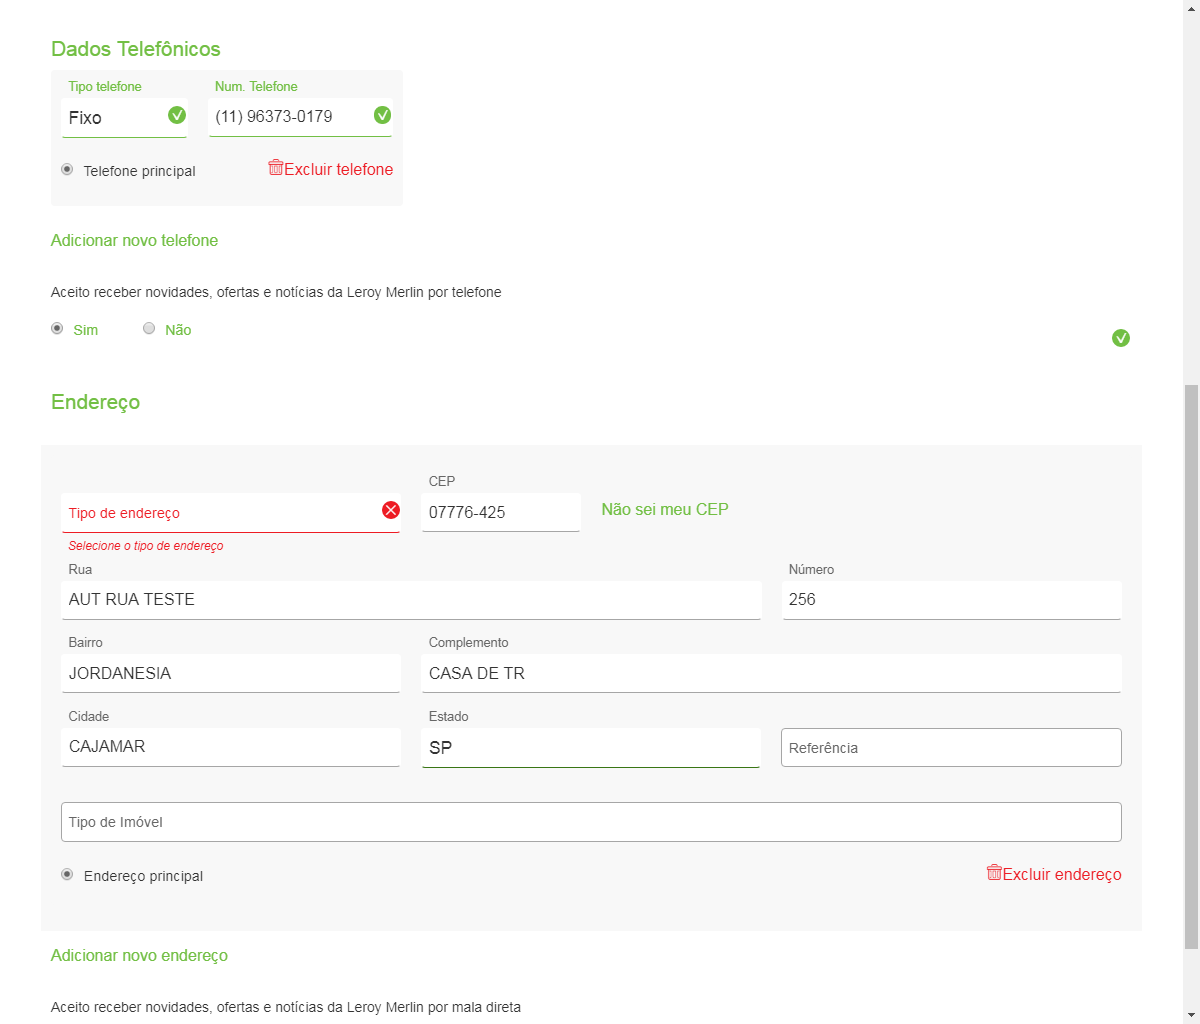 Dados Telefônicos
Tipo telefone Num. Telefone
Fixo (11) 96373-0179
Telefone principal Excluir telefone
Adicionar novo telefone
Aceito receber novidades, ofertas e notícias da Leroy Merlin por telefone
Sim Não
Endereço
CEP
Tipo de endereço 07776-425 Não sei meu CEP
Selecione o tipo de endereço
Rua Número
AUT RUA TESTE 256
Bairro Complemento
JORDANESIA CASA DE TR
Cidade Estado
CAJAMAR SP Referência
Tipo de Imóvel
Endereço principal Excluir endereço
Adicionar novo endereço
Aceito receber novidades, ofertas e notícias da Leroy Merlin por mala direta